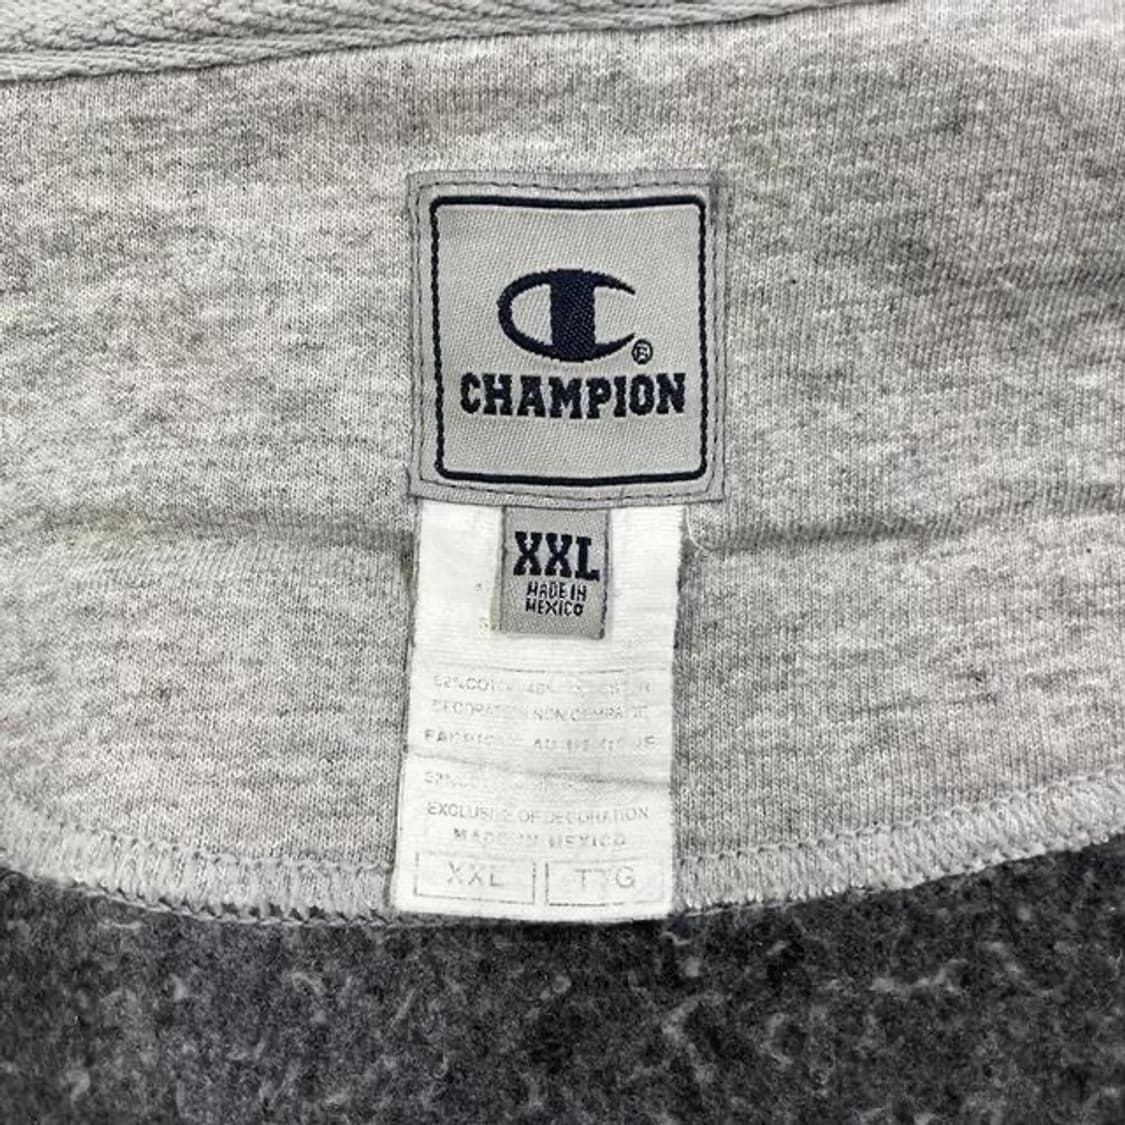 ®
CHAMPION
XXL
MADE IN
MEXICO
DECORATION NON COMPRISE
EXCLUSIVE OF DECORATION
MADE IN MEXICO
XXL TTG